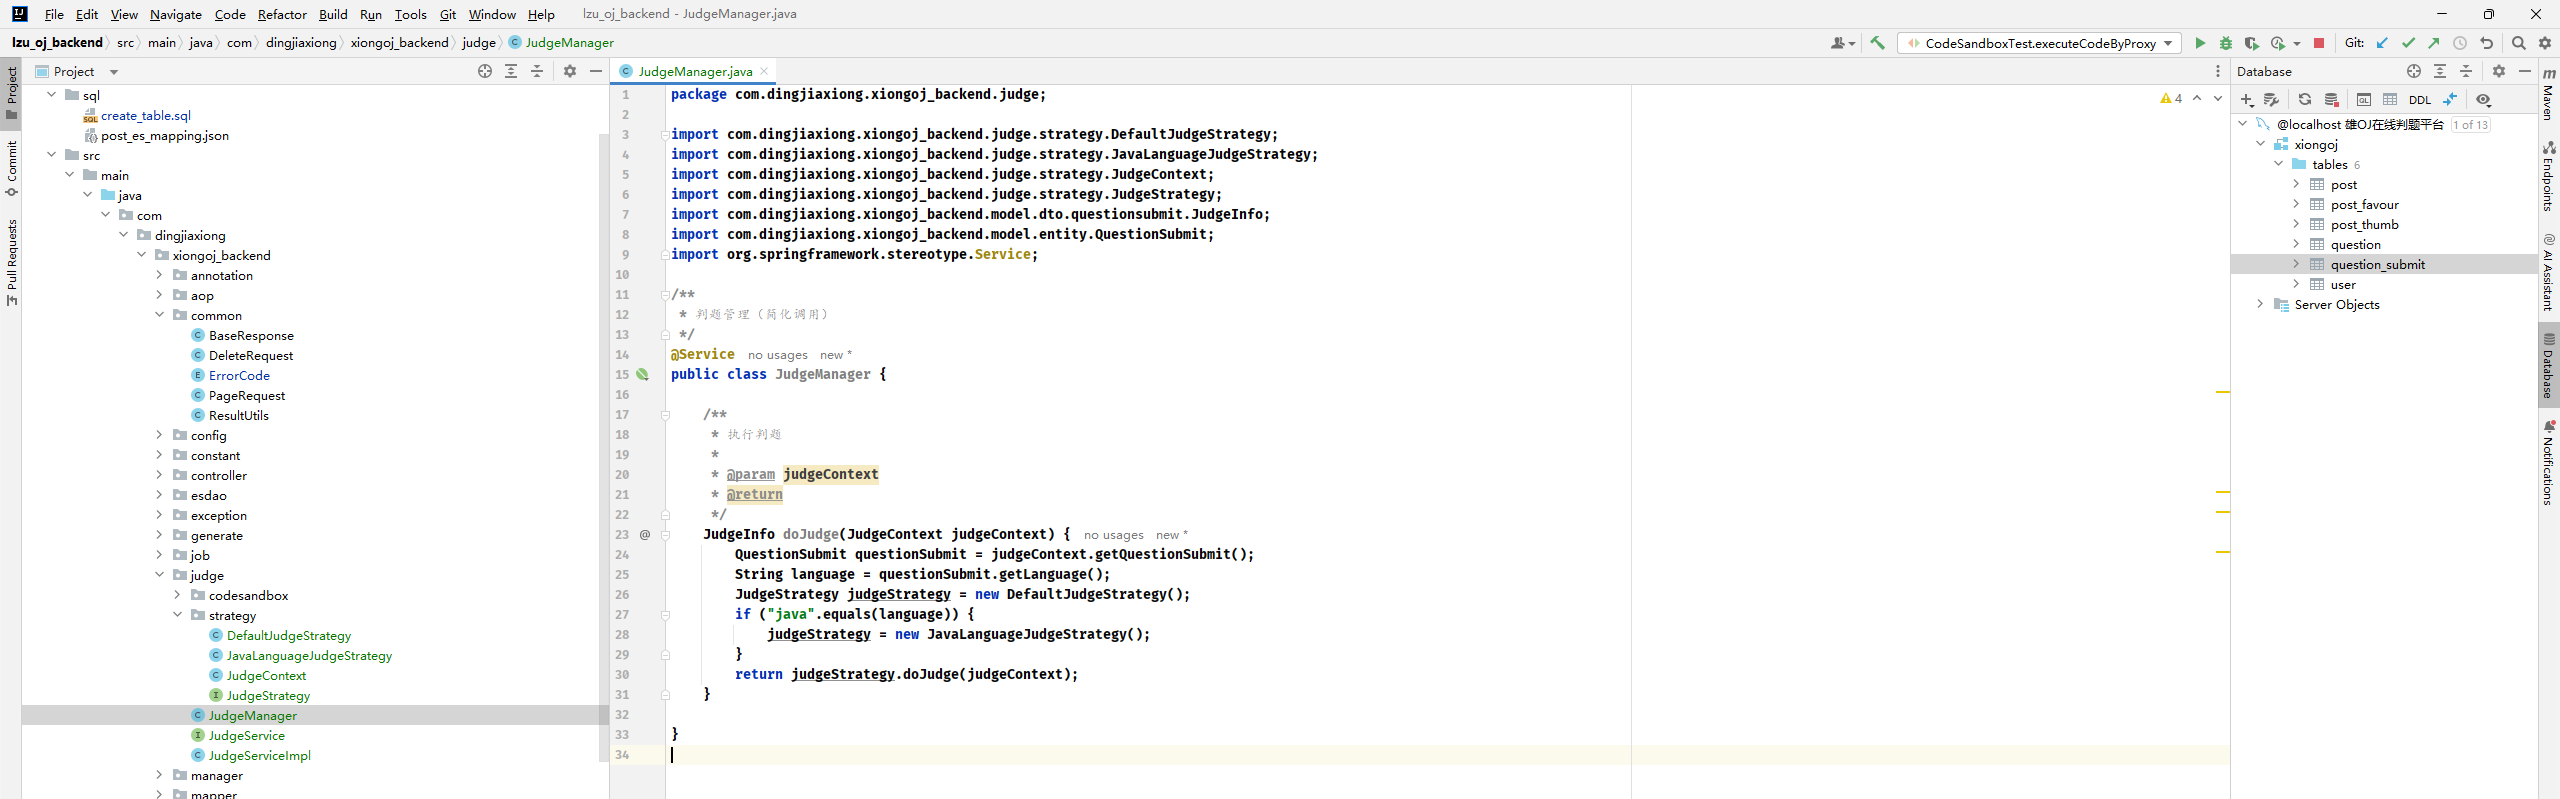 File Edit View Navigate Code Refactor Build Run Tools Git Window Help lzu_oj_backend - JudgeManager.java
lzu_oj_backend src main java com dingjiaxiong xiongoj_backend judge JudgeManager
CodeSandboxTest.executeCodeByProxy Git:
Project
Commit
Pull Requests
Project
sql
create_table.sql
post_es_mapping.json
src
main
java
com
dingjiaxiong
xiongoj_backend
annotation
aop
common
BaseResponse
DeleteRequest
ErrorCode
PageRequest
ResultUtils
config
constant
controller
esdao
exception
generate
job
judge
codesandbox
strategy
DefaultJudgeStrategy
JavaLanguageJudgeStrategy
JudgeContext
JudgeStrategy
JudgeManager
JudgeService
JudgeServiceImpl
manager
mapper
JudgeManager.java
4
1 package com.dingjiaxiong.xiongoj_backend.judge;
2
3 import com.dingjiaxiong.xiongoj_backend.judge.strategy.DefaultJudgeStrategy;
4 import com.dingjiaxiong.xiongoj_backend.judge.strategy.JavaLanguageJudgeStrategy;
5 import com.dingjiaxiong.xiongoj_backend.judge.strategy.JudgeContext;
6 import com.dingjiaxiong.xiongoj_backend.judge.strategy.JudgeStrategy;
7 import com.dingjiaxiong.xiongoj_backend.model.dto.questionsubmit.JudgeInfo;
8 import com.dingjiaxiong.xiongoj_backend.model.entity.QuestionSubmit;
9 import org.springframework.stereotype.Service;
10
11 /**
12 * 判题管理（简化调用）
13 */
14 @Service no usages new *
15 public class JudgeManager {
16
17 /**
18 * 执行判题
19 *
20 * @param judgeContext
21 * @return
22 */
23 @ JudgeInfo doJudge(JudgeContext judgeContext) { no usages new *
24 QuestionSubmit questionSubmit = judgeContext.getQuestionSubmit();
25 String language = questionSubmit.getLanguage();
26 JudgeStrategy judgeStrategy = new DefaultJudgeStrategy();
27 if ("java".equals(language)) {
28 judgeStrategy = new JavaLanguageJudgeStrategy();
29 }
30 return judgeStrategy.doJudge(judgeContext);
31 }
32
33 }
34
Database
QL DDL
@localhost 雄OJ在线判题平台 1 of 13
xiongoj
tables 6
post
post_favour
post_thumb
question
question_submit
user
Server Objects
m
Maven
Endpoints
AI Assistant
Database
Notifications